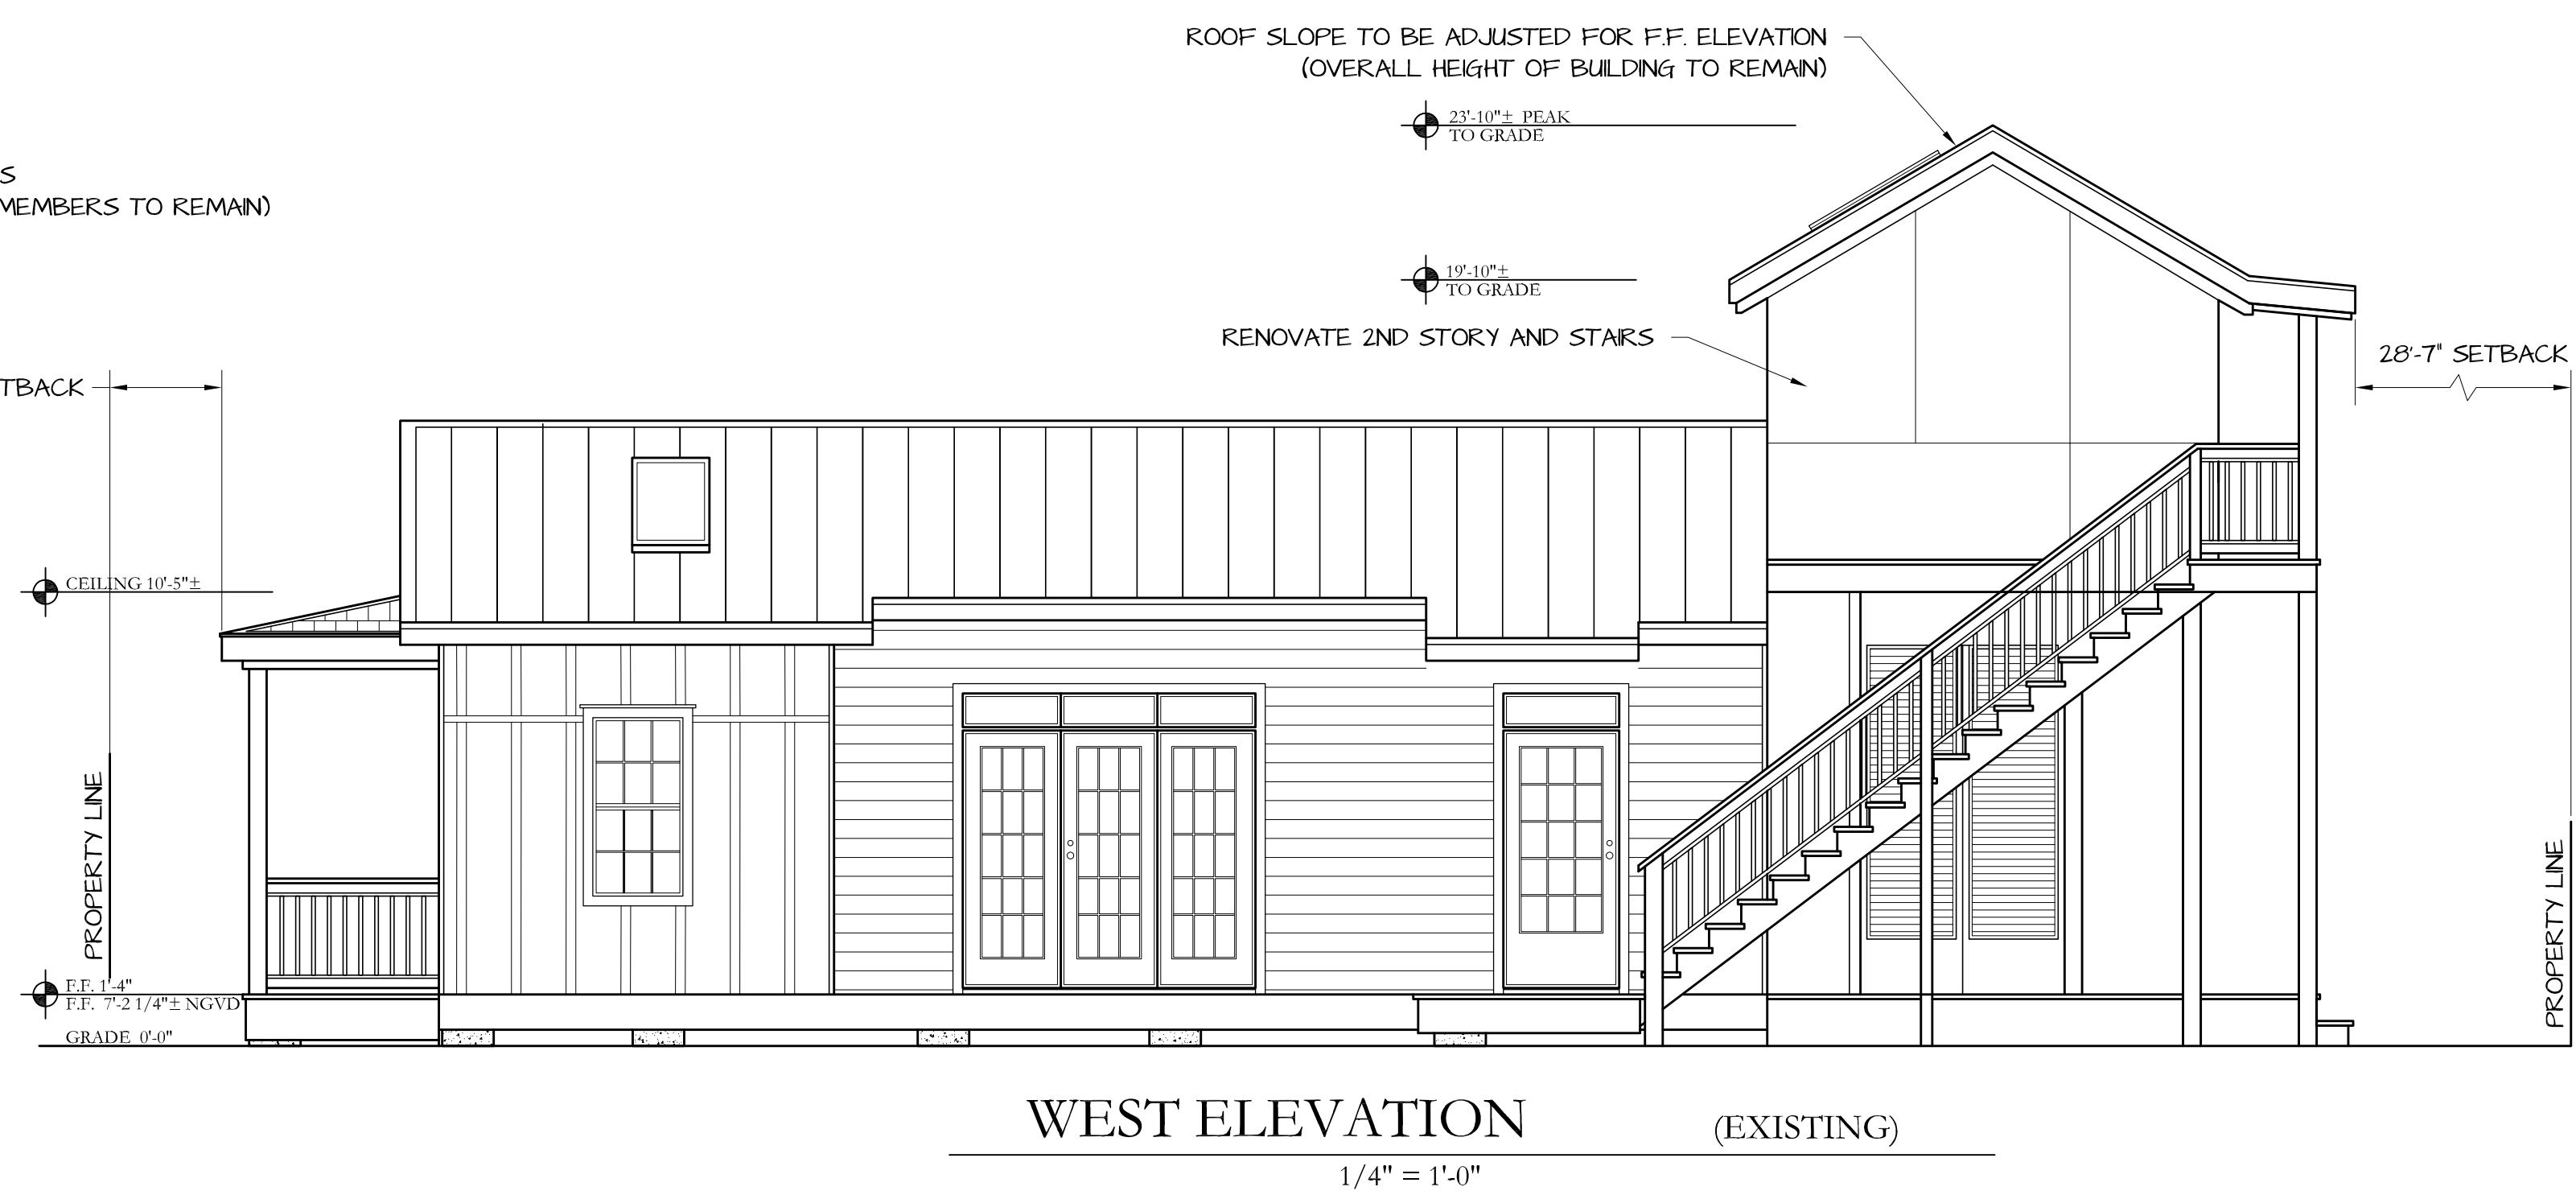 ROOF SLOPE TO BE ADJUSTED FOR F.F. ELEVATION
(OVERALL HEIGHT OF BUILDING TO REMAIN)
23'-10"± PEAK
TO GRADE
S
MEMBERS TO REMAIN)
19'-10"±
TO GRADE
RENOVATE 2ND STORY AND STAIRS
28'-7" SETBACK
TBACK
CEILING 10'-5"±
PROPERTY LINE
PROPERTY LINE
F.F. 1'-4"
F.F. 7'-2 1/4"± NGVD
GRADE 0'-0"
WEST ELEVATION (EXISTING)
1/4" = 1'-0"